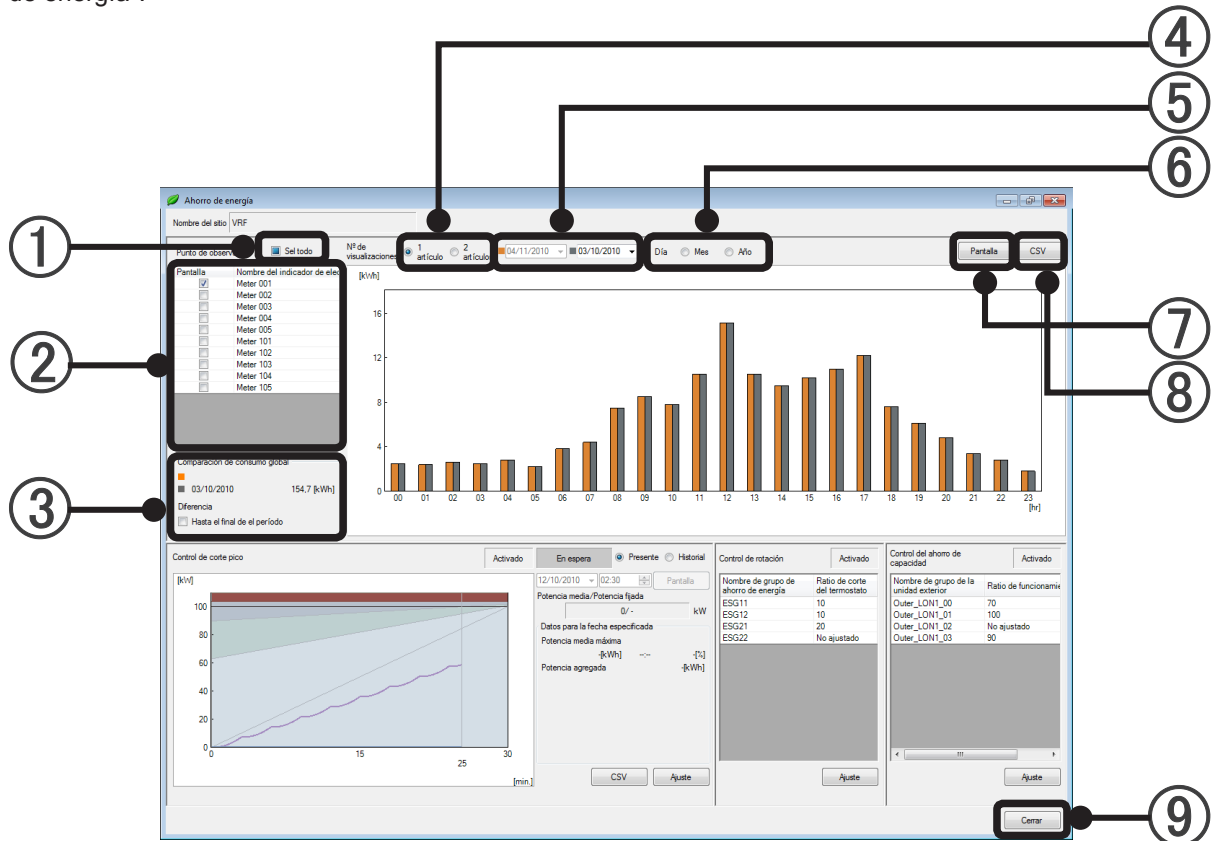 de energía".
④
⑤
⑥
Ahorro de energía
Nombre del sitio VRF
①
Punto de observ Sel todo Nº de visualizaciones 1 artículo 2 artículo 04/11/2010 03/10/2010 Día Mes Año Pantalla CSV
Pantalla Nombre del indicador de elec
Meter 001
Meter 002
Meter 003
Meter 004
Meter 005
Meter 101
Meter 102
Meter 103
Meter 104
Meter 105
②
[kWh]
16
12
8
4
0
00 01 02 03 04 05 06 07 08 09 10 11 12 13 14 15 16 17 18 19 20 21 22 23
[hr]
⑦
⑧
Comparación de consumo global
03/10/2010 154,7 [kWh]
Diferencia
Hasta el final de el período
③
Control de corte pico Activado En espera Presente Historial
[kW]
100
80
60
40
20
0
0 15 30
25
[min.]
12/10/2010 02:30 Pantalla
Potencia media/Potencia fijada
0/ - kW
Datos para la fecha especificada
Potencia media máxima
-[kWh] --:-- -[%]
Potencia agregada -[kWh]
CSV Ajuste
Control de rotación Activado
Nombre de grupo de ahorro de energía Ratio de corte del termostato
ESG11 10
ESG12 10
ESG21 20
ESG22 No ajustado
Ajuste
Control del ahorro de capacidad Activado
Nombre de grupo de la unidad exterior Ratio de funcionamie
Outer_LON1_00 70
Outer_LON1_01 100
Outer_LON1_02 No ajustado
Outer_LON1_03 90
Ajuste
Cerrar
⑨